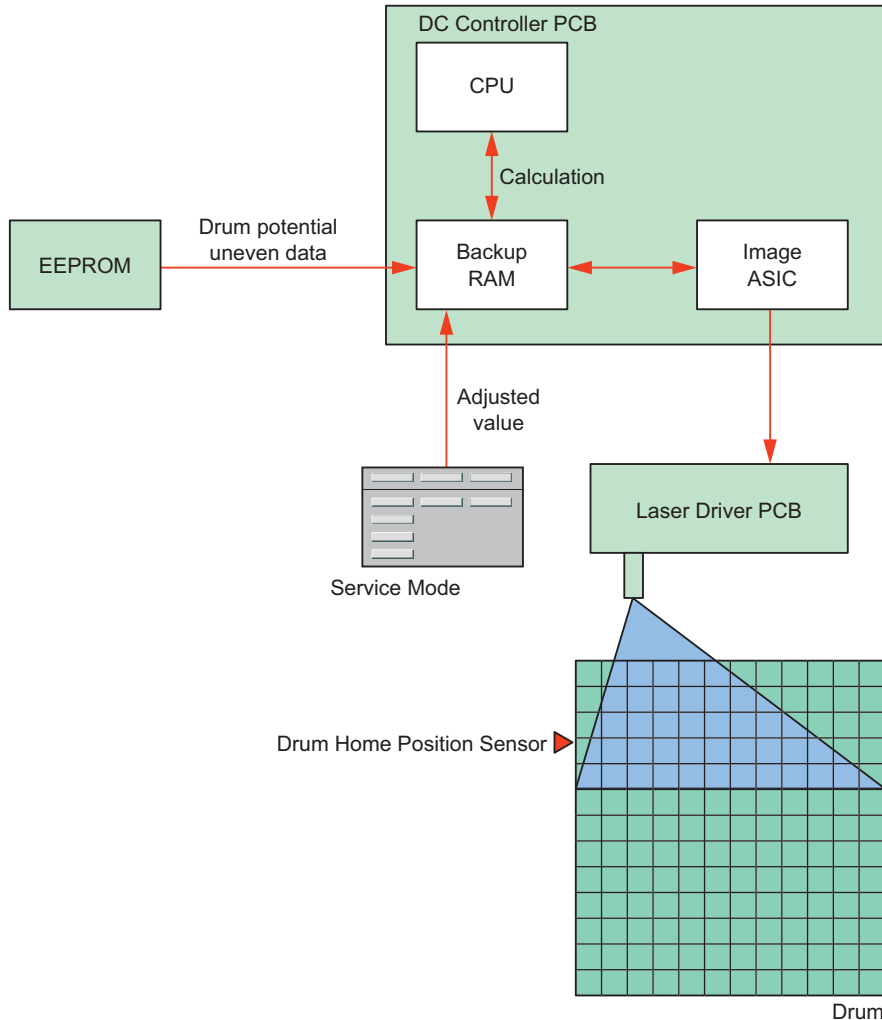 DC Controller PCB
CPU
Calculation
Drum potential
uneven data
EEPROM
Backup
RAM
Image
ASIC
Adjusted
value
Laser Driver PCB
Service Mode
Drum Home Position Sensor
Drum